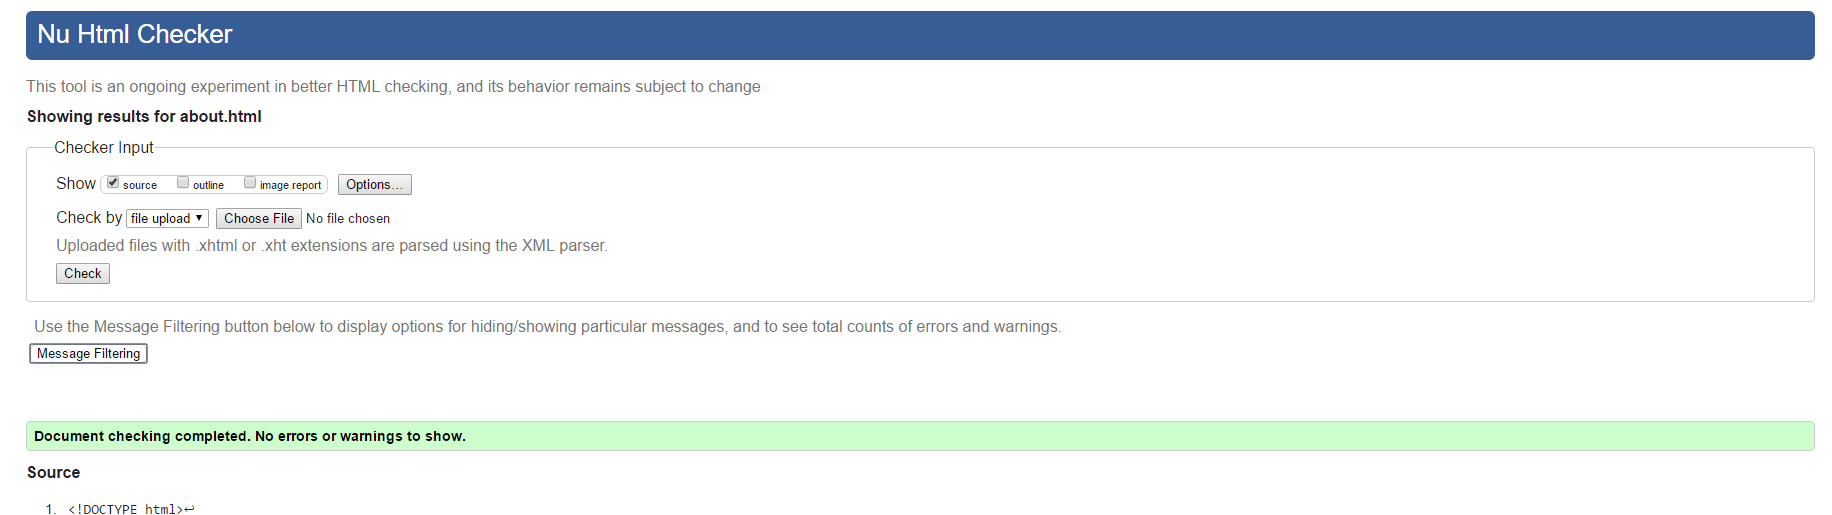 Nu Html Checker
This tool is an ongoing experiment in better HTML checking, and its behavior remains subject to change
Showing results for about.html
Checker Input
Show source outline image report Options...
Check by file upload Choose File No file chosen
Uploaded files with .xhtml or .xht extensions are parsed using the XML parser.
Check
Use the Message Filtering button below to display options for hiding/showing particular messages, and to see total counts of errors and warnings.
Message Filtering
Document checking completed. No errors or warnings to show.
Source
1. <!DOCTYPE html>↩